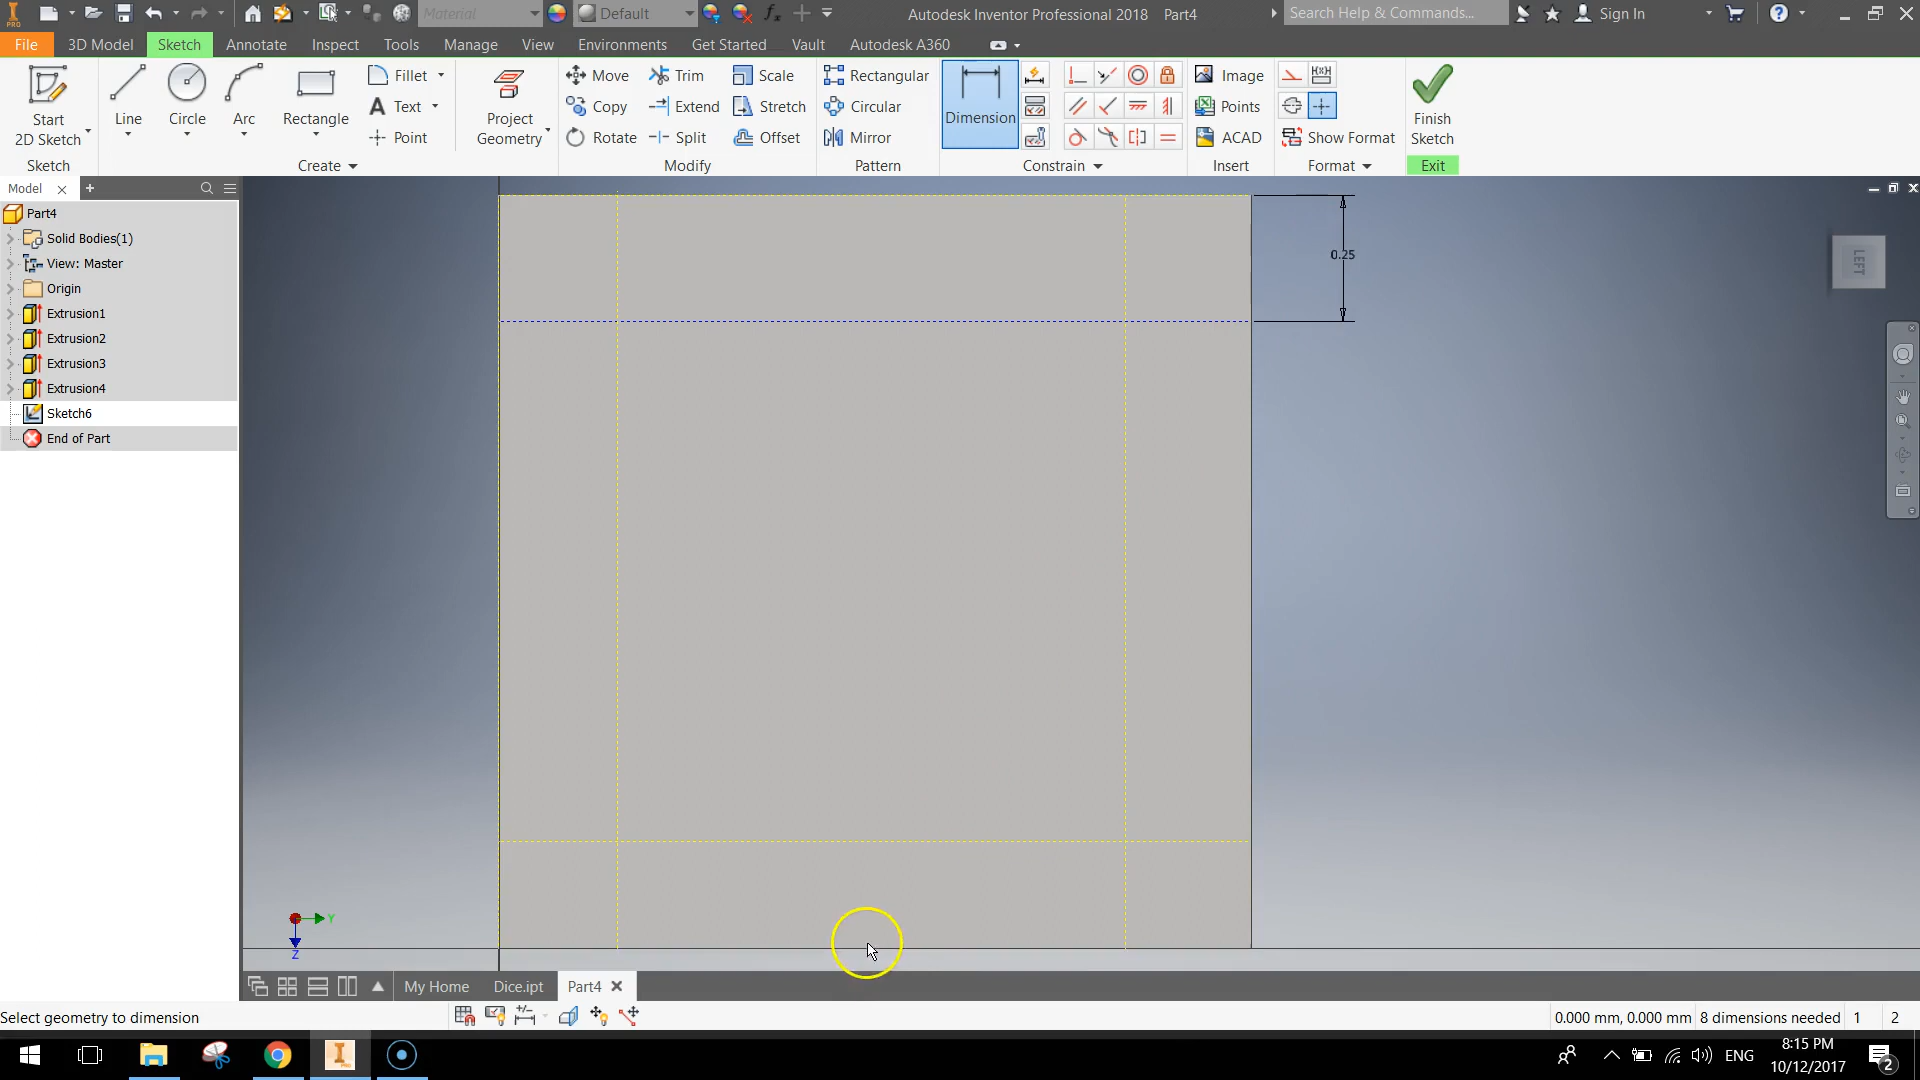 PRO Material Default Autodesk Inventor Professional 2018 Part4 Search Help & Commands... Sign In
File 3D Model Sketch Annotate Inspect Tools Manage View Environments Get Started Vault Autodesk A360
Fillet Move Trim Scale Rectangular Image
Start 2D Sketch Line Circle Arc Rectangle Text Project Geometry Copy Extend Stretch Circular Dimension Points Finish Sketch
Point Rotate Split Offset Mirror ACAD Show Format
Sketch Create Modify Pattern Constrain Insert Format Exit
Model
Part4
Solid Bodies(1)
View: Master
Origin
Extrusion1
Extrusion2
Extrusion3
Extrusion4
Sketch6
End of Part
0.25
LEFT
Y
Z
My Home Dice.ipt Part4
Select geometry to dimension 0.000 mm, 0.000 mm 8 dimensions needed 1 2
ENG 8:15 PM
10/12/2017 2